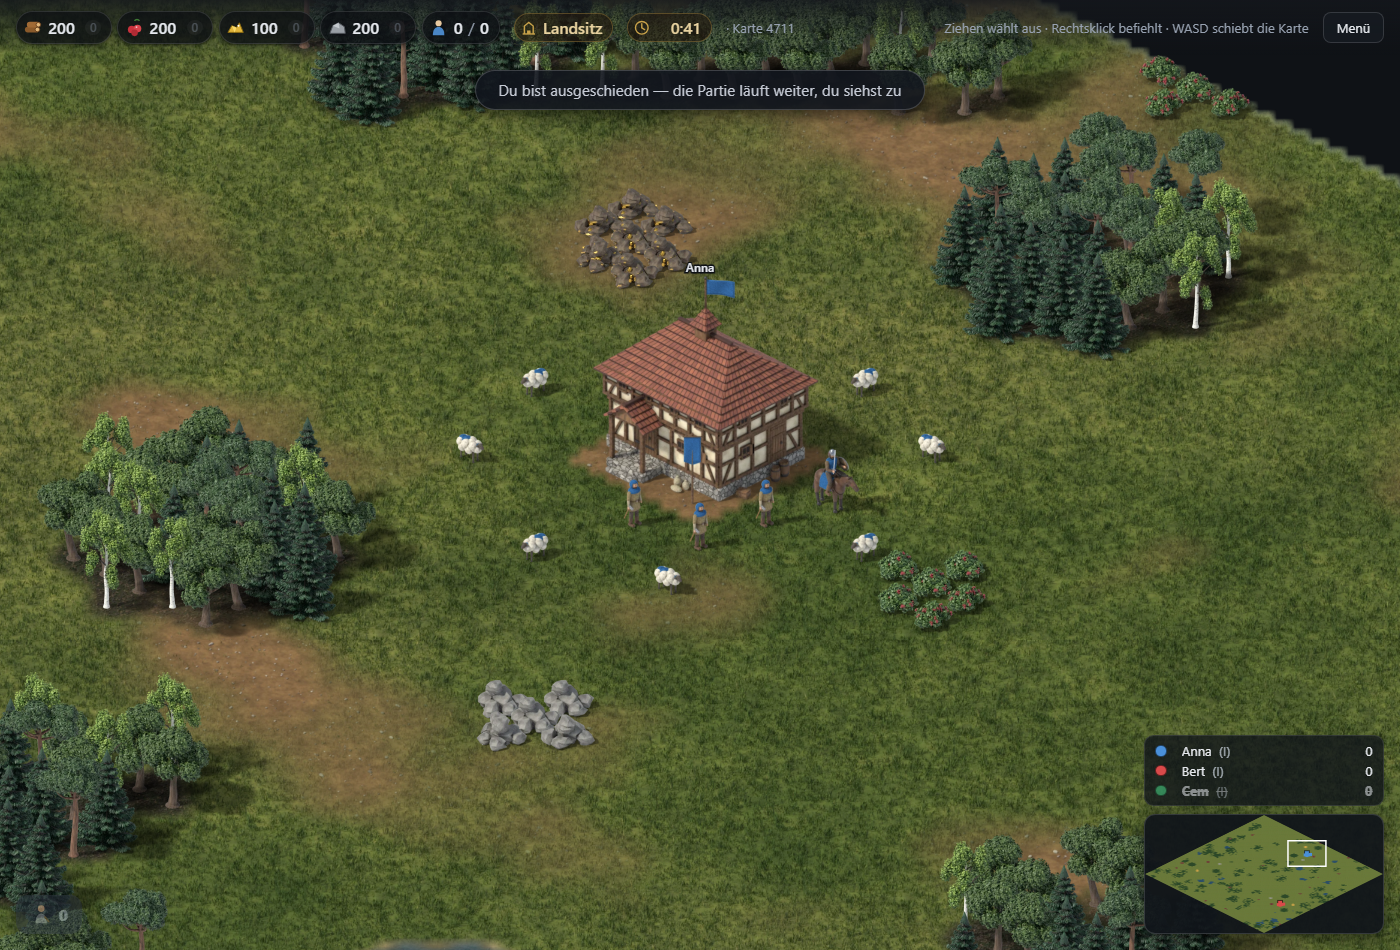 200 0 200 0 100 0 200 0 0 / 0 Landsitz 0:41 · Karte 4711 Ziehen wählt aus · Rechtsklick befiehlt · WASD schiebt die Karte Menü
Du bist ausgeschieden — die Partie läuft weiter, du siehst zu
Anna
Anna (I) 0
Bert (I) 0
Cem (I) 0
0